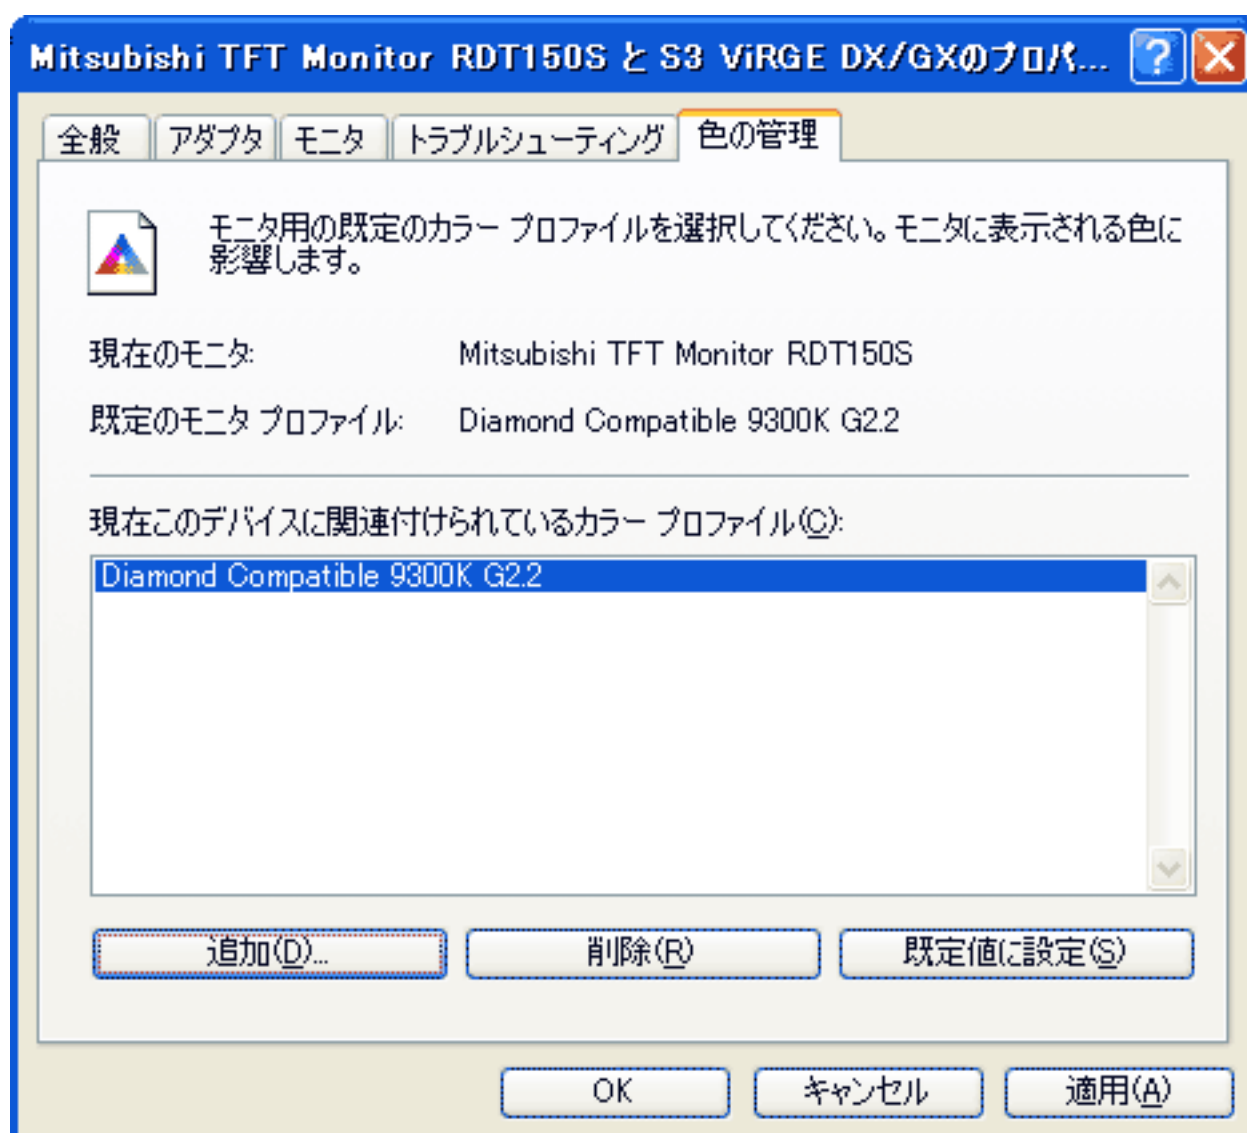 Mitsubishi TFT Monitor RDT150S と S3 ViRGE DX/GXのプロパ...
全般 アダプタ モニタ トラブルシューティング 色の管理
モニタ用の既定のカラー プロファイルを選択してください。モニタに表示される色に
影響します。
現在のモニタ: Mitsubishi TFT Monitor RDT150S
既定のモニタ プロファイル: Diamond Compatible 9300K G2.2
現在このデバイスに関連付けられているカラー プロファイル(C):
Diamond Compatible 9300K G2.2
追加(D)... 削除(R) 既定値に設定(S)
OK キャンセル 適用(A)